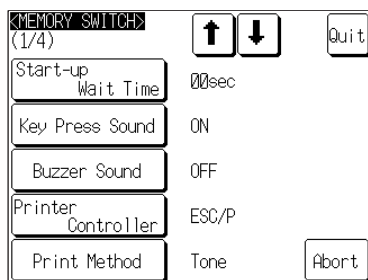 <MEMORY SWITCH>
(1/4)
Quit
Start-up
Wait Time
00sec
Key Press Sound
ON
Buzzer Sound
OFF
Printer
Controller
ESC/P
Print Method
Tone
Abort